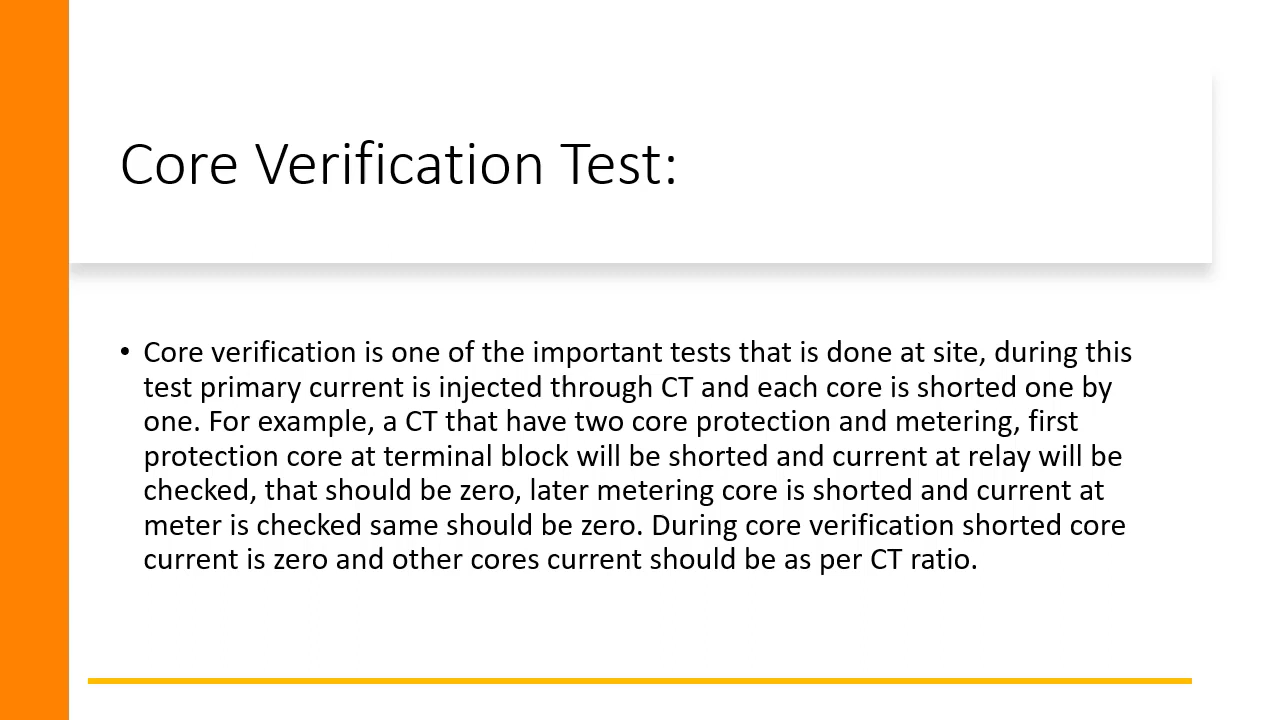 Core Verification Test:
• Core verification is one of the important tests that is done at site, during this
test primary current is injected through CT and each core is shorted one by
one. For example, a CT that have two core protection and metering, first
protection core at terminal block will be shorted and current at relay will be
checked, that should be zero, later metering core is shorted and current at
meter is checked same should be zero. During core verification shorted core
current is zero and other cores current should be as per CT ratio.